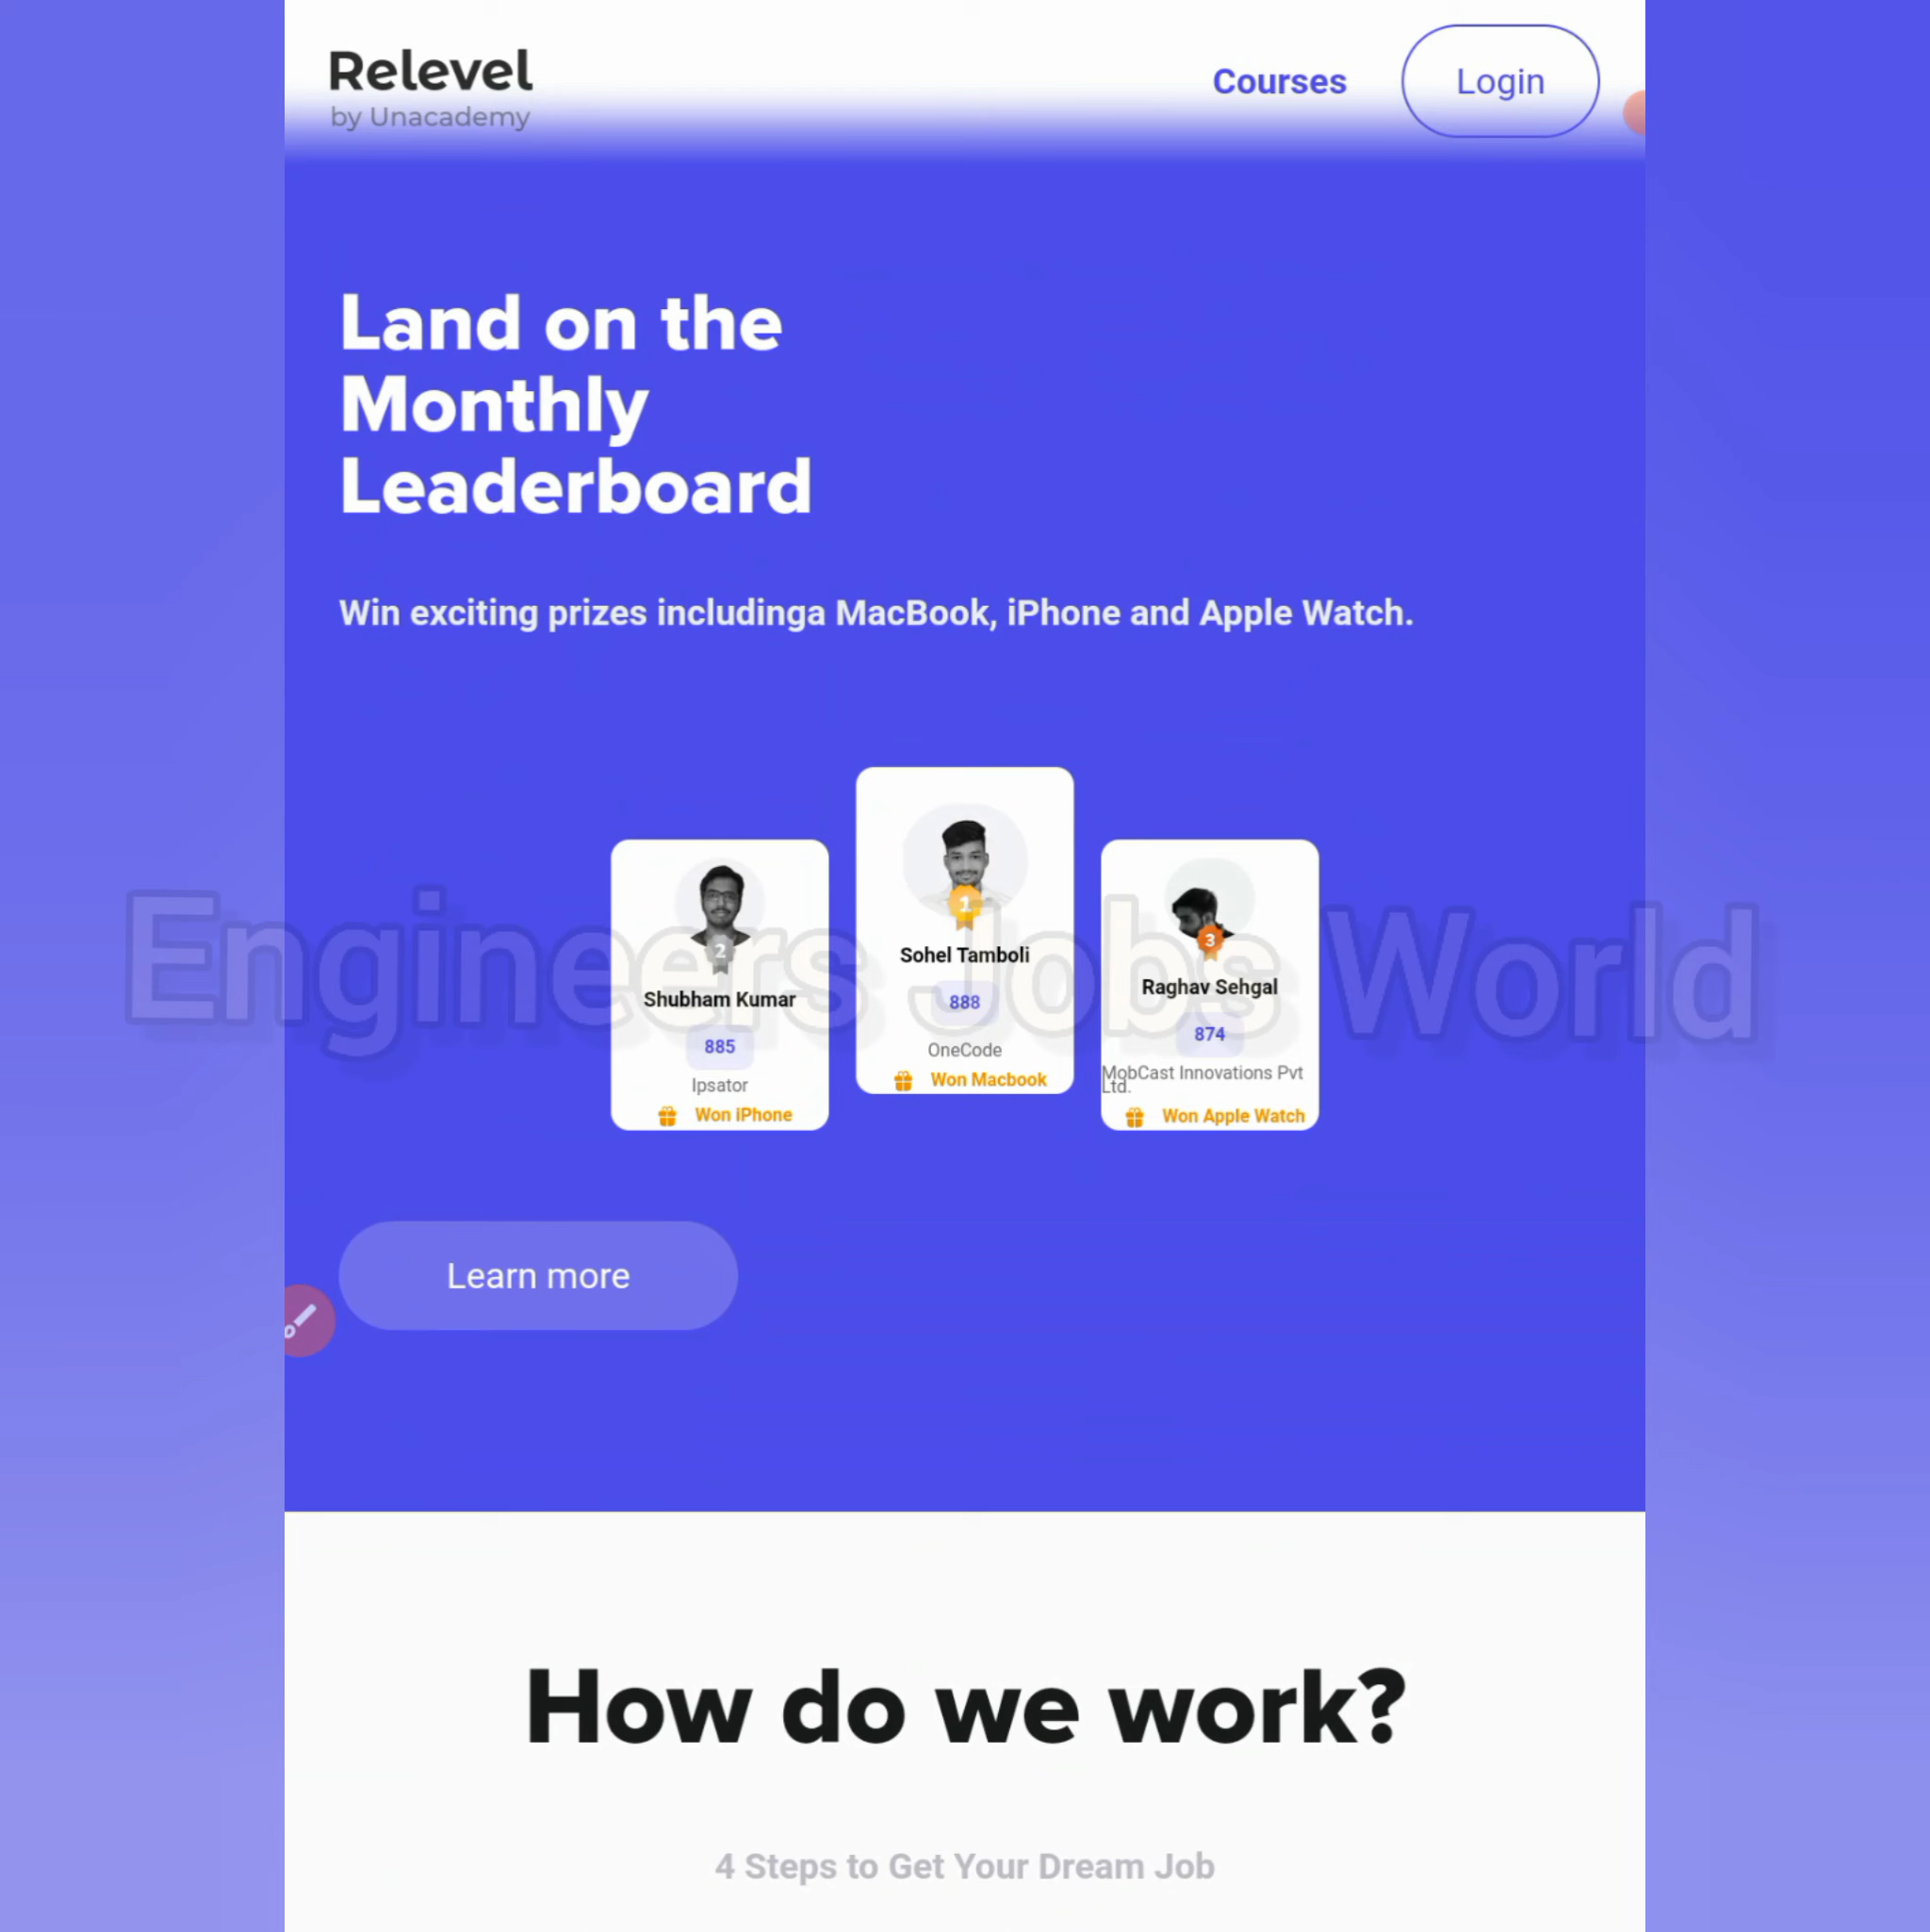 Relevel
by Unacademy
Courses
Login
Land on the
Monthly
Leaderboard
Win exciting prizes includinga MacBook, iPhone and Apple Watch.
2
Shubham Kumar
885
Ipsator
Won iPhone
1
Sohel Tamboli
888
OneCode
Won Macbook
3
Raghav Sehgal
874
MobCast Innovations Pvt
Ltd.
Won Apple Watch
Engineers Jobs World
Learn more
How do we work?
4 Steps to Get Your Dream Job